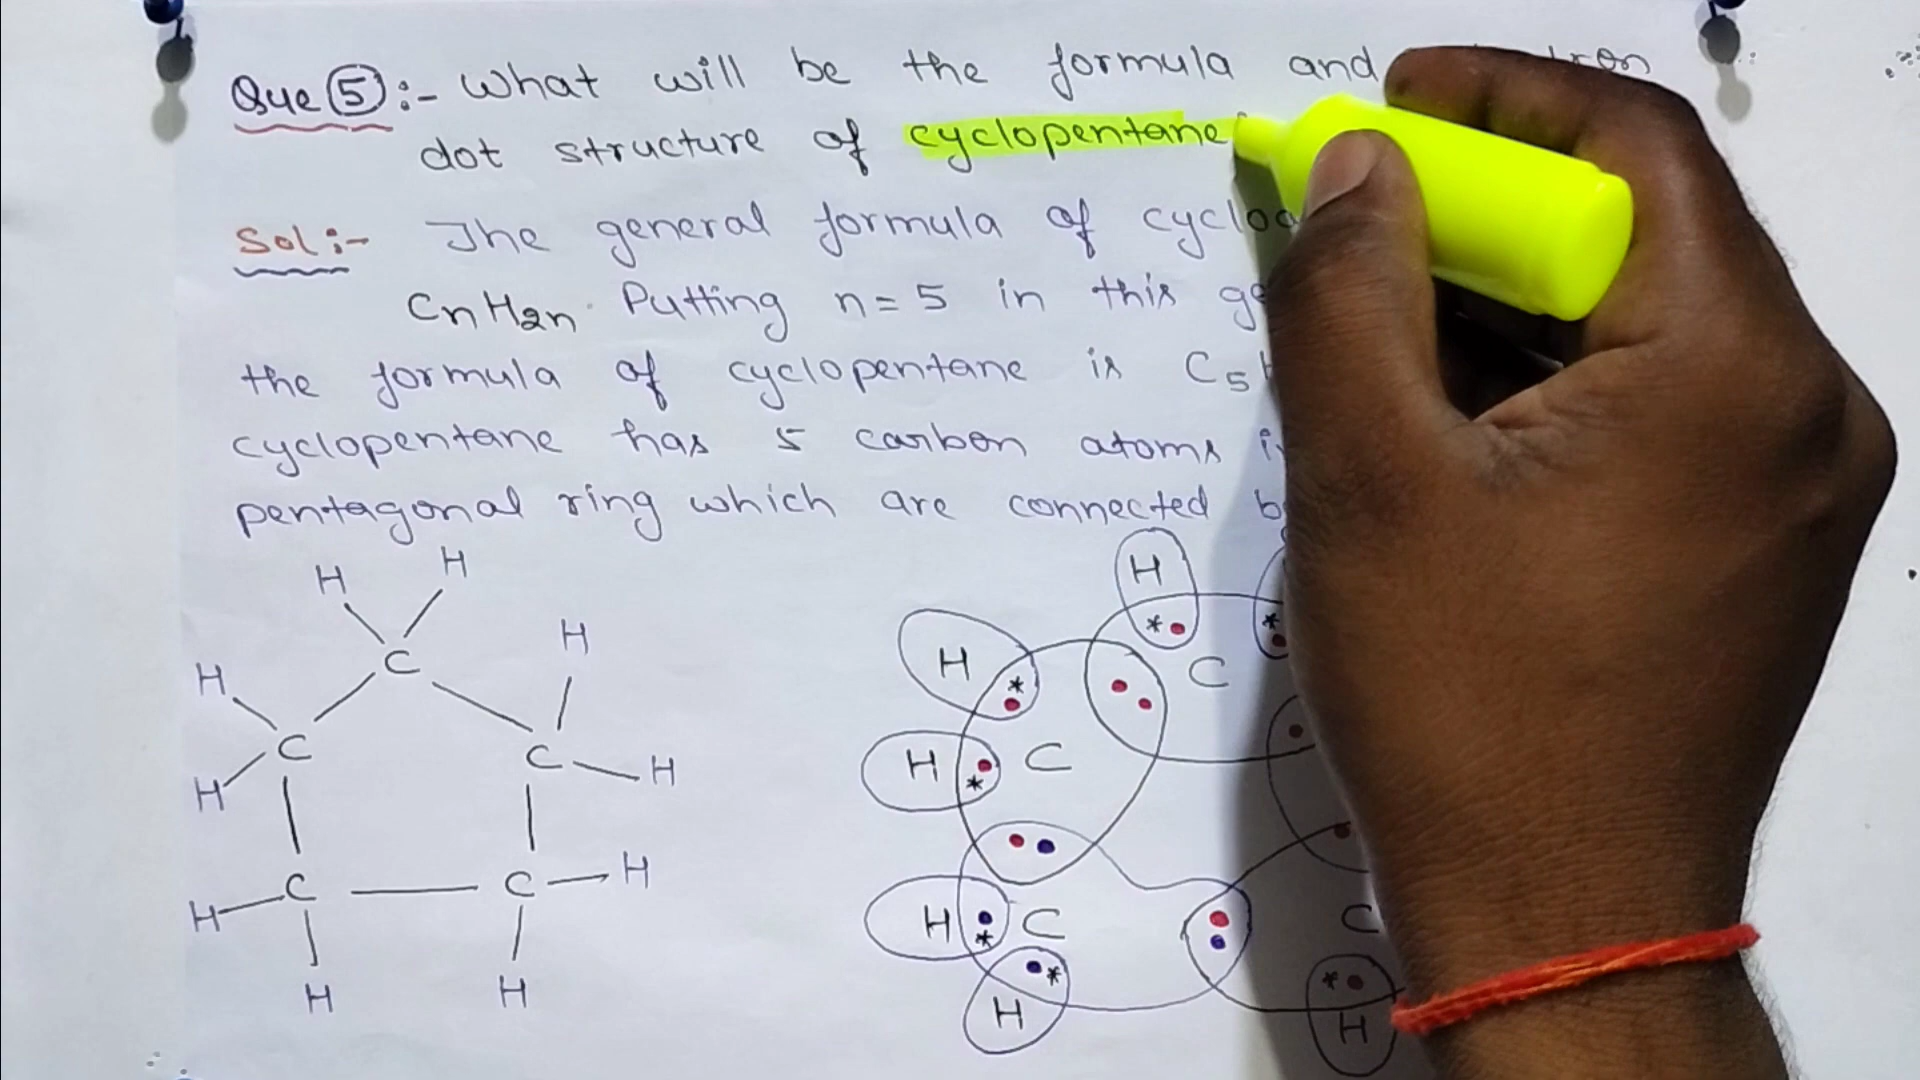 Que 5 :- What will be the formula and
dot structure of cyclopentane
Sol :- The general formula of
CnH2n. Putting n = 5 in this
the formula of cyclopentane is C5
cyclopentane has 5 carbon atoms
pentagonal ring which are connected
H H
C
H H
H C C H
H C C H
H H
H
H C
H C
H C C
H H